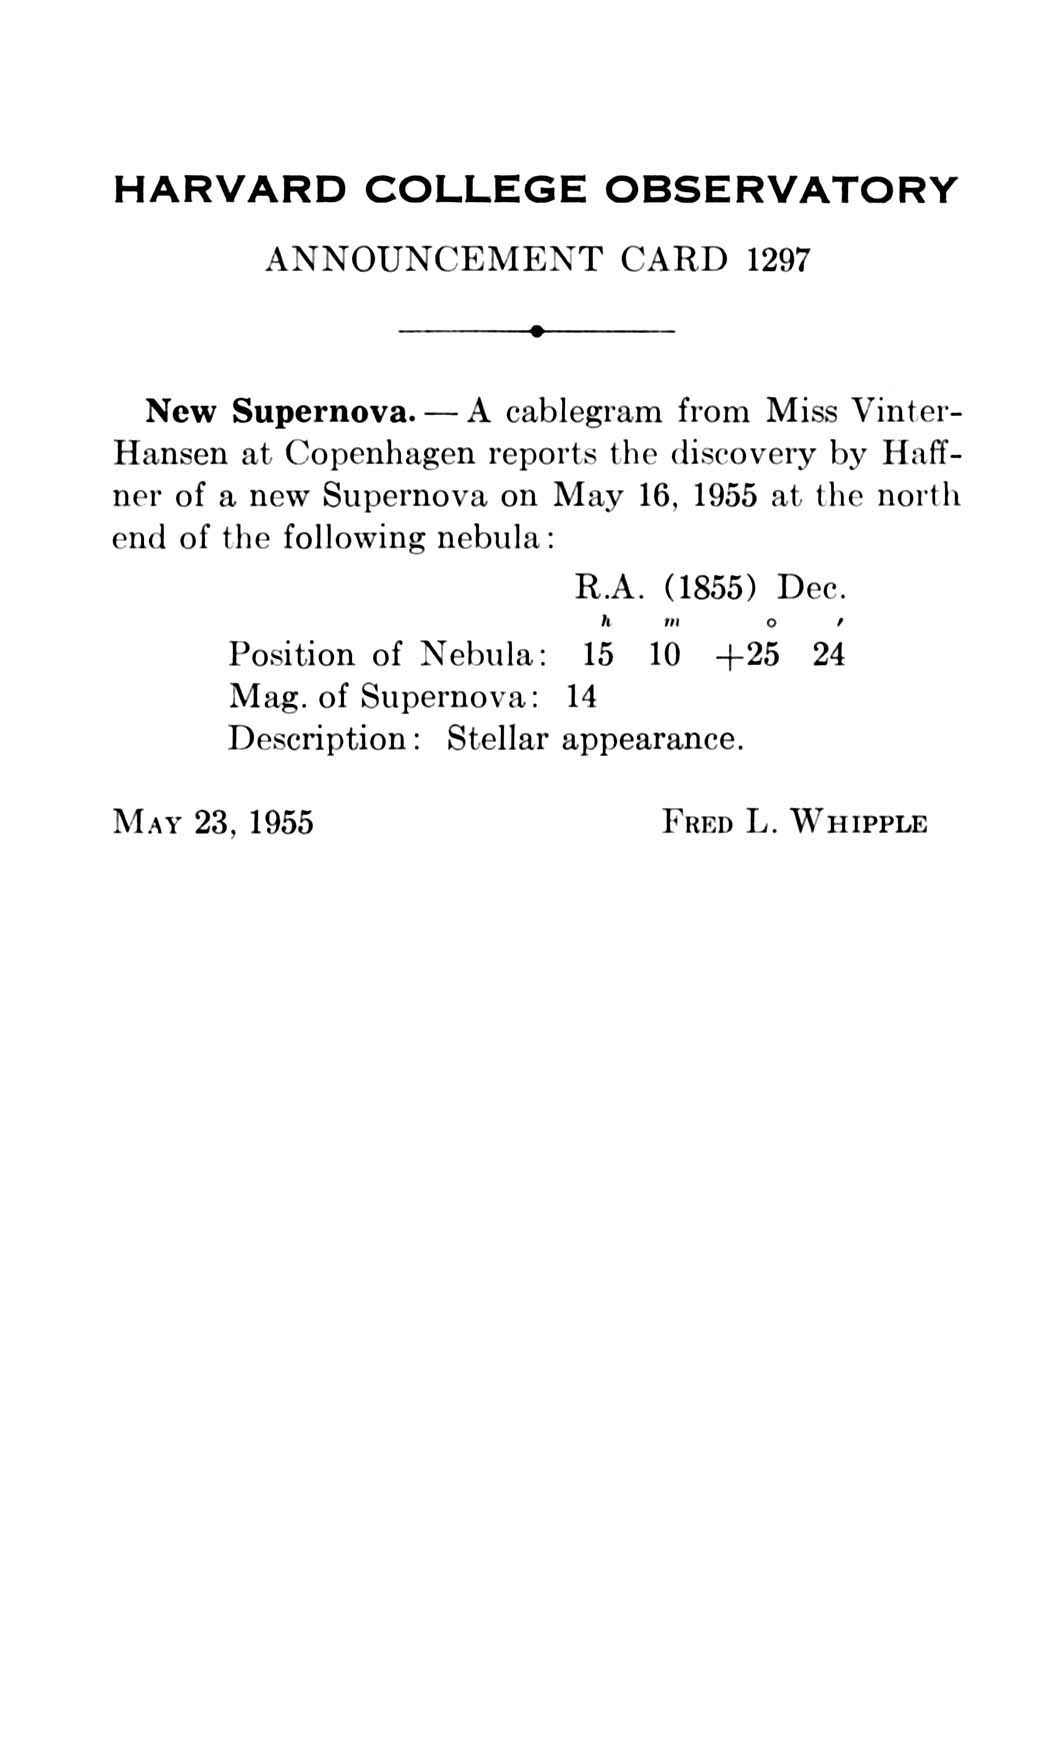 HARVARD COLLEGE OBSERVATORY
ANNOUNCEMENT CARD 1297
New Supernova. — A cablegram from Miss Vinter-
Hansen at Copenhagen reports the discovery by Haff-
ner of a new Supernova on May 16, 1955 at the north
end of the following nebula:
R.A. (1855) Dec.
h m ° ′
Position of Nebula: 15 10 +25 24
Mag. of Supernova: 14
Description: Stellar appearance.
May 23, 1955 Fred L. Whipple